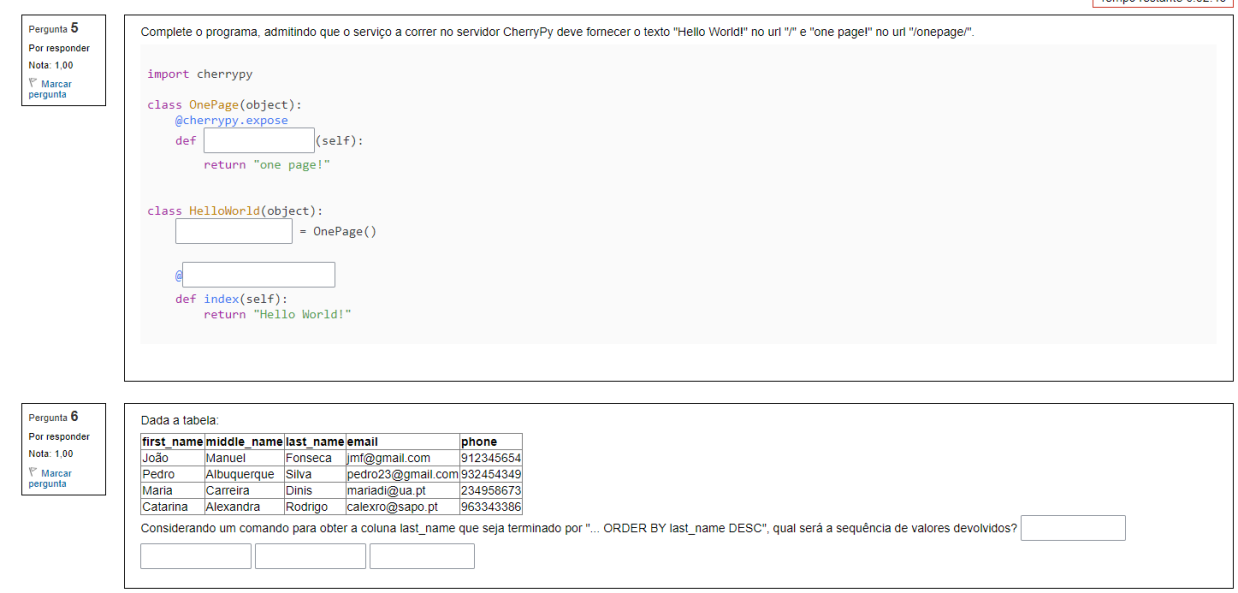 Pergunta 5
Por responder
Nota: 1,00
Marcar
pergunta
Complete o programa, admitindo que o serviço a correr no servidor CherryPy deve fornecer o texto "Hello World!" no url "/" e "one page!" no url "/onepage/".
import cherrypy
class OnePage(object):
@cherrypy.expose
def (self):
return "one page!"
class HelloWorld(object):
= OnePage()
@
def index(self):
return "Hello World!"
Pergunta 6
Por responder
Nota: 1,00
Marcar
pergunta
Dada a tabela:
first_name middle_name last_name email phone
João Manuel Fonseca jmf@gmail.com 912345654
Pedro Albuquerque Silva pedro23@gmail.com 932454349
Maria Carreira Dinis mariadi@ua.pt 234958673
Catarina Alexandra Rodrigo calexro@sapo.pt 963343386
Considerando um comando para obter a coluna last_name que seja terminado por "... ORDER BY last_name DESC", qual será a sequência de valores devolvidos?